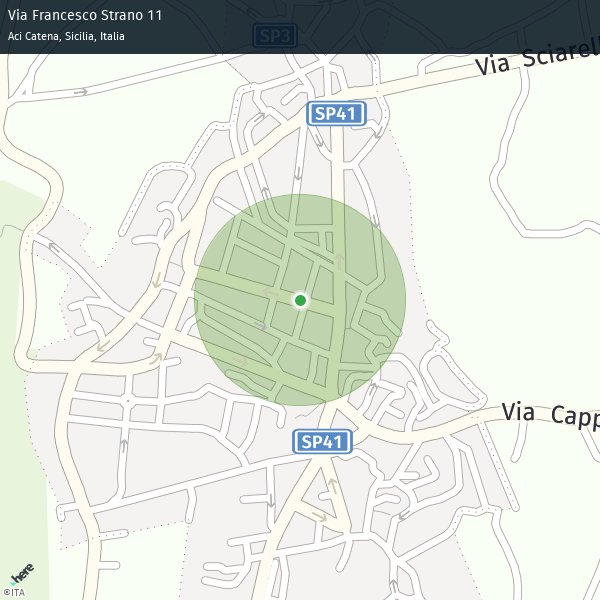 Via Francesco Strano 11
Aci Catena, Sicilia, Italia
SP3
Via Sciarell
SP41
Via Capp
SP41
here
©ITA